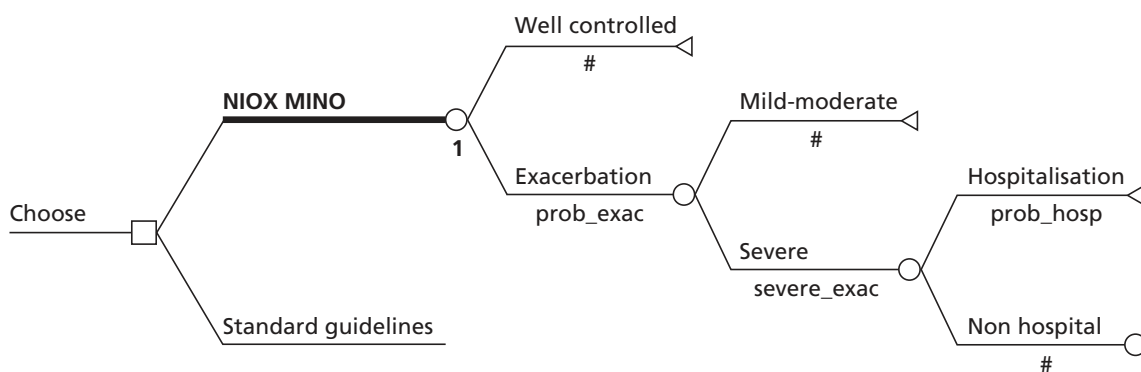 Well controlled
#
NIOX MINO
1
Mild-moderate
#
Exacerbation
prob_exac
Hospitalisation
prob_hosp
Choose
Severe
severe_exac
Standard guidelines
Non hospital
#